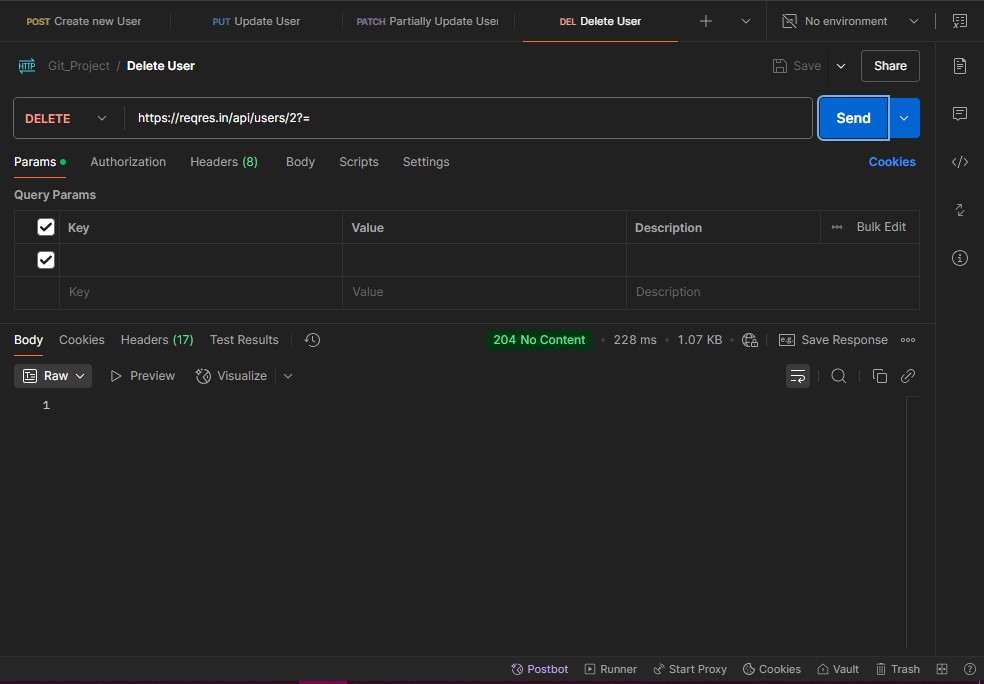 POST Create new User PUT Update User PATCH Partially Update User DEL Delete User No environment
HTTP Git_Project / Delete User Save Share
DELETE https://reqres.in/api/users/2?= Send
Params Authorization Headers (8) Body Scripts Settings Cookies
Query Params
Key Value Description Bulk Edit
Key Value Description
Body Cookies Headers (17) Test Results 204 No Content 228 ms 1.07 KB e.g. Save Response
Raw Preview Visualize
1
Postbot Runner Start Proxy Cookies Vault Trash